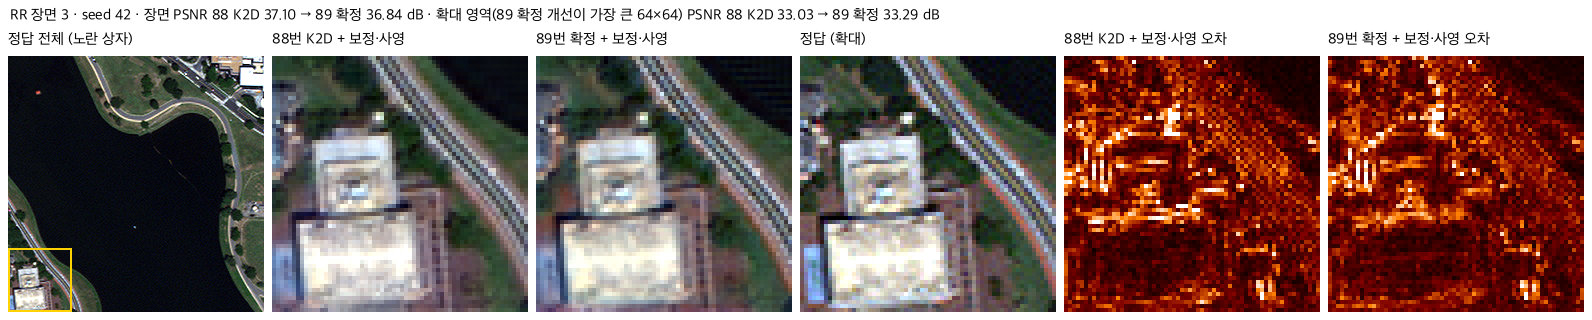 RR 장면 3 · seed 42 · 장면 PSNR 88 K2D 37.10 → 89 확정 36.84 dB · 확대 영역(89 확정 개선이 가장 큰 64×64) PSNR 88 K2D 33.03 → 89 확정 33.29 dB
정답 전체 (노란 상자)
88번 K2D + 보정·사영
89번 확정 + 보정·사영
정답 (확대)
88번 K2D + 보정·사영 오차
89번 확정 + 보정·사영 오차